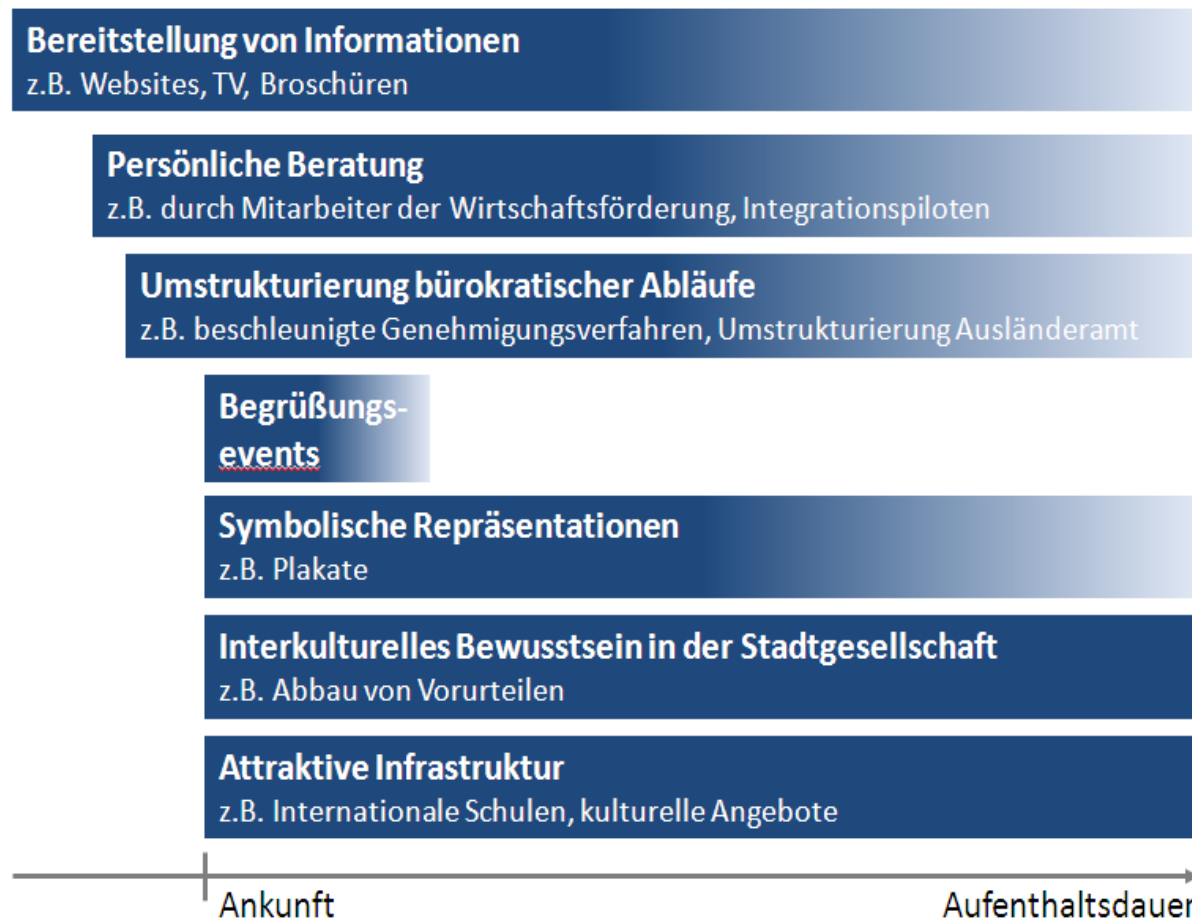 Bereitstellung von Informationen
z.B. Websites, TV, Broschüren
Persönliche Beratung
z.B. durch Mitarbeiter der Wirtschaftsförderung, Integrationspiloten
Umstrukturierung bürokratischer Abläufe
z.B. beschleunigte Genehmigungsverfahren, Umstrukturierung Ausländeramt
Begrüßungs-
events
Symbolische Repräsentationen
z.B. Plakate
Interkulturelles Bewusstsein in der Stadtgesellschaft
z.B. Abbau von Vorurteilen
Attraktive Infrastruktur
z.B. Internationale Schulen, kulturelle Angebote
Ankunft
Aufenthaltsdauer